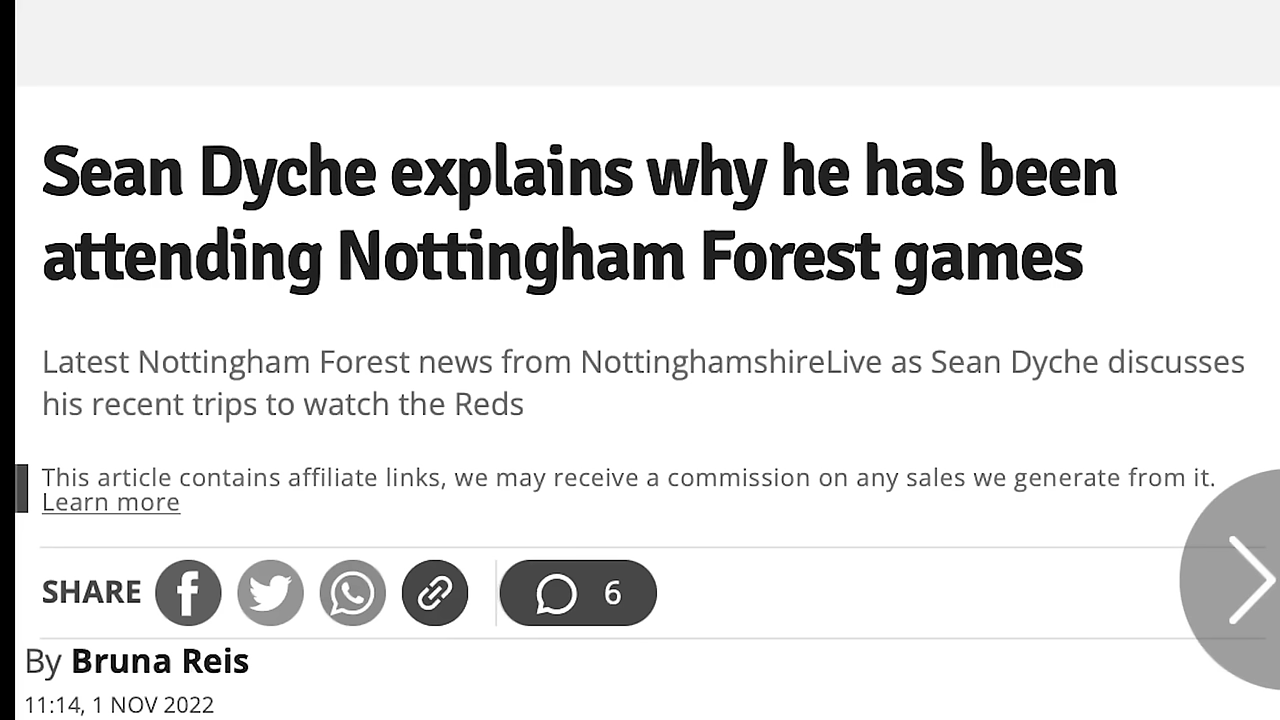 Sean Dyche explains why he has been
attending Nottingham Forest games
Latest Nottingham Forest news from NottinghamshireLive as Sean Dyche discusses
his recent trips to watch the Reds
This article contains affiliate links, we may receive a commission on any sales we generate from it.
Learn more
SHARE 6
By Bruna Reis
11:14, 1 NOV 2022